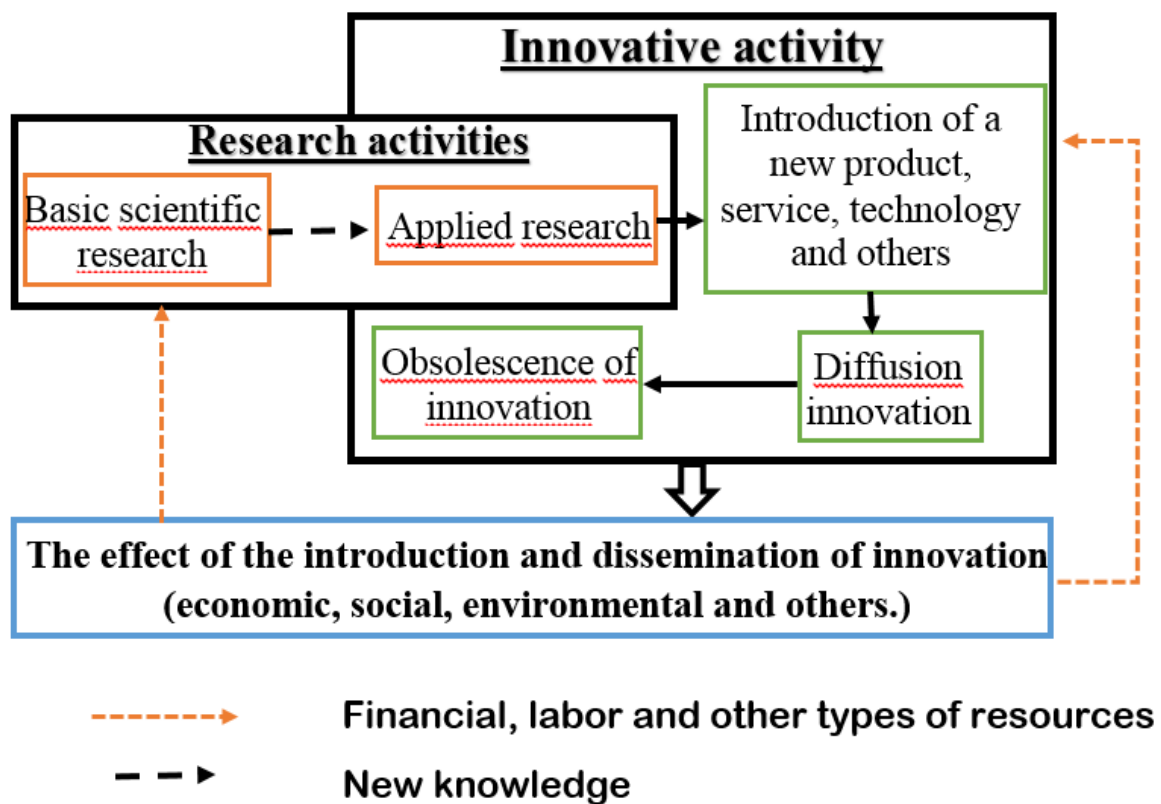 Innovative activity
Research activities
Basic scientific
research
Applied research
Introduction of a
new product,
service, technology
and others
Obsolescence of
innovation
Diffusion
innovation
The effect of the introduction and dissemination of innovation
(economic, social, environmental and others.)
Financial, labor and other types of resources
New knowledge